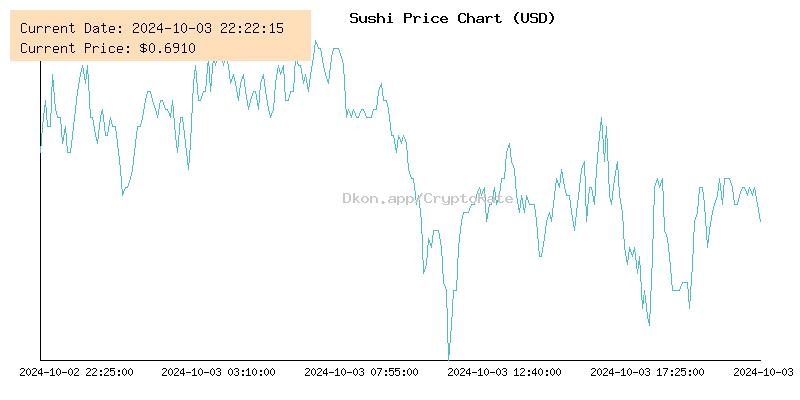 Sushi Price Chart (USD)
Current Date: 2024-10-03 22:22:15
Current Price: $0.6910
Dkon.app/CryptoRate
2024-10-02 22:25:00 2024-10-03 03:10:00 2024-10-03 07:55:00 2024-10-03 12:40:00 2024-10-03 17:25:00 2024-10-03